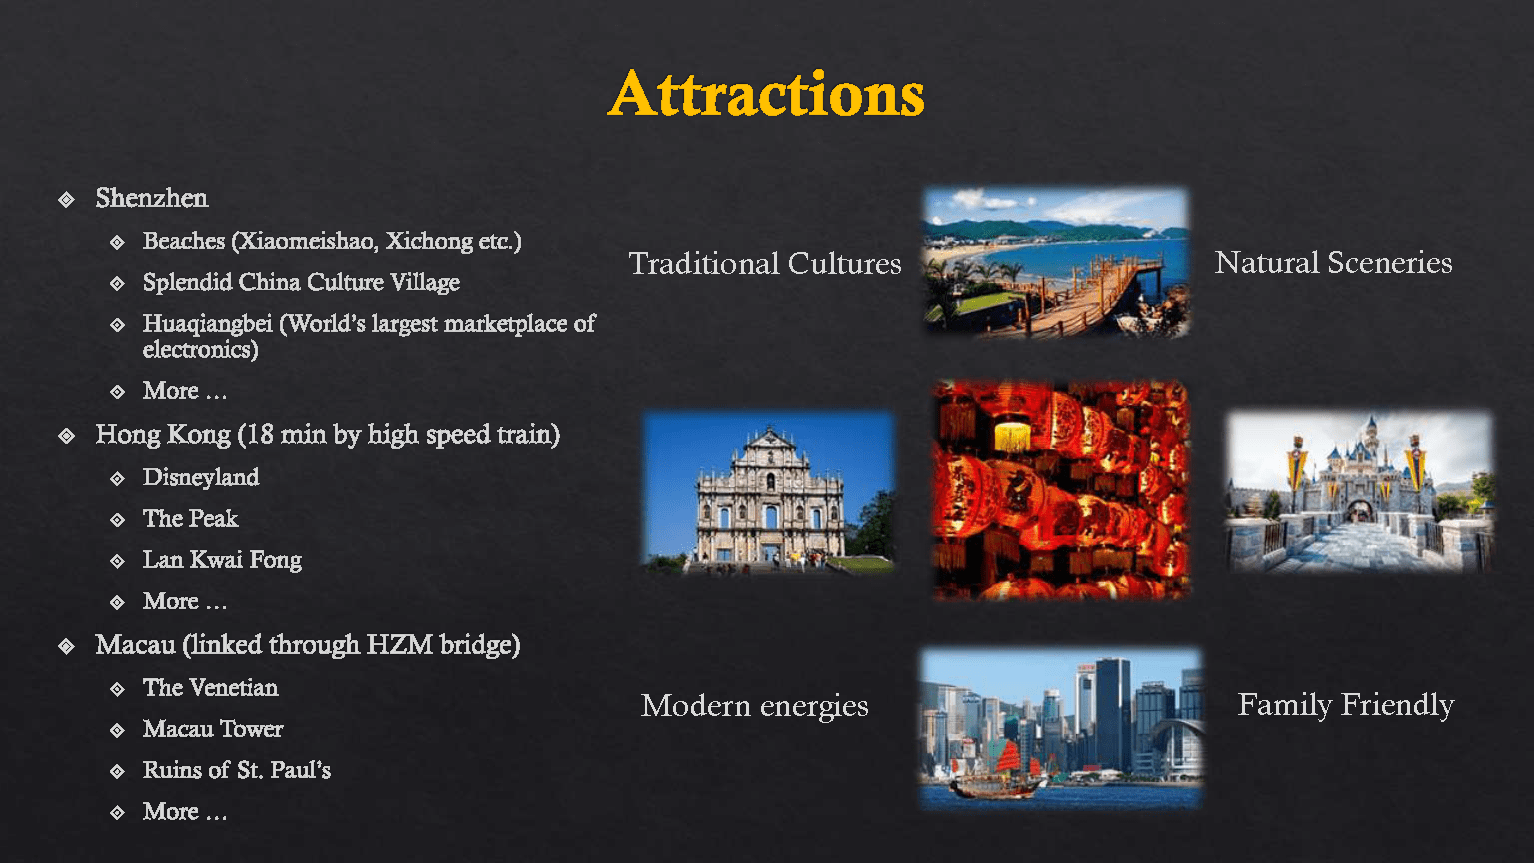 Attractions
Shenzhen
Beaches (Xiaomeishao, Xichong etc.)
Splendid China Culture Village
Huaqiangbei (World's largest marketplace of
electronics)
More …
Hong Kong (18 min by high speed train)
Disneyland
The Peak
Lan Kwai Fong
More …
Macau (linked through HZM bridge)
The Venetian
Macau Tower
Ruins of St. Paul's
More …
Traditional Cultures
Natural Sceneries
Modern energies
Family Friendly